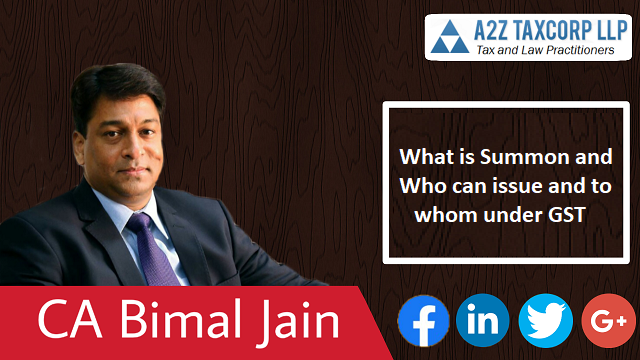 A2Z TAXCORP LLP
Tax and Law Practitioners
What is Summon and
Who can issue and to
whom under GST
CA Bimal Jain
f
in
G+